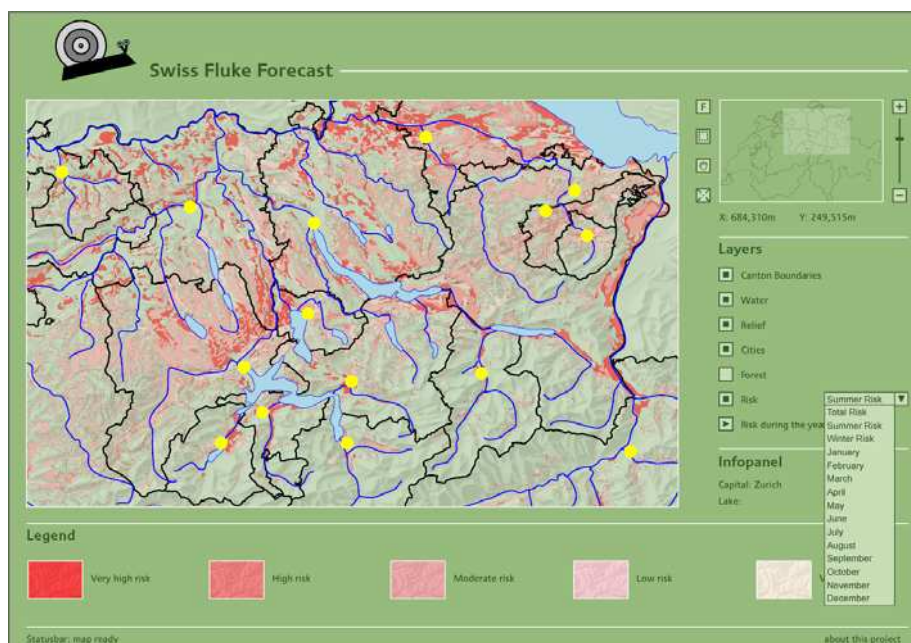 Swiss Fluke Forecast
F
+
−
X: 684,310m Y: 249,515m
Layers
Canton Boundaries
Water
Relief
Cities
Forest
Risk
Summer Risk
Total Risk
Risk during the yea
Summer Risk
Winter Risk
January
February
March
April
May
June
July
August
September
October
November
December
Infopanel
Capital: Zurich
Lake:
Legend
Very high risk
High risk
Moderate risk
Low risk
V
Statusbar: map ready
about this project